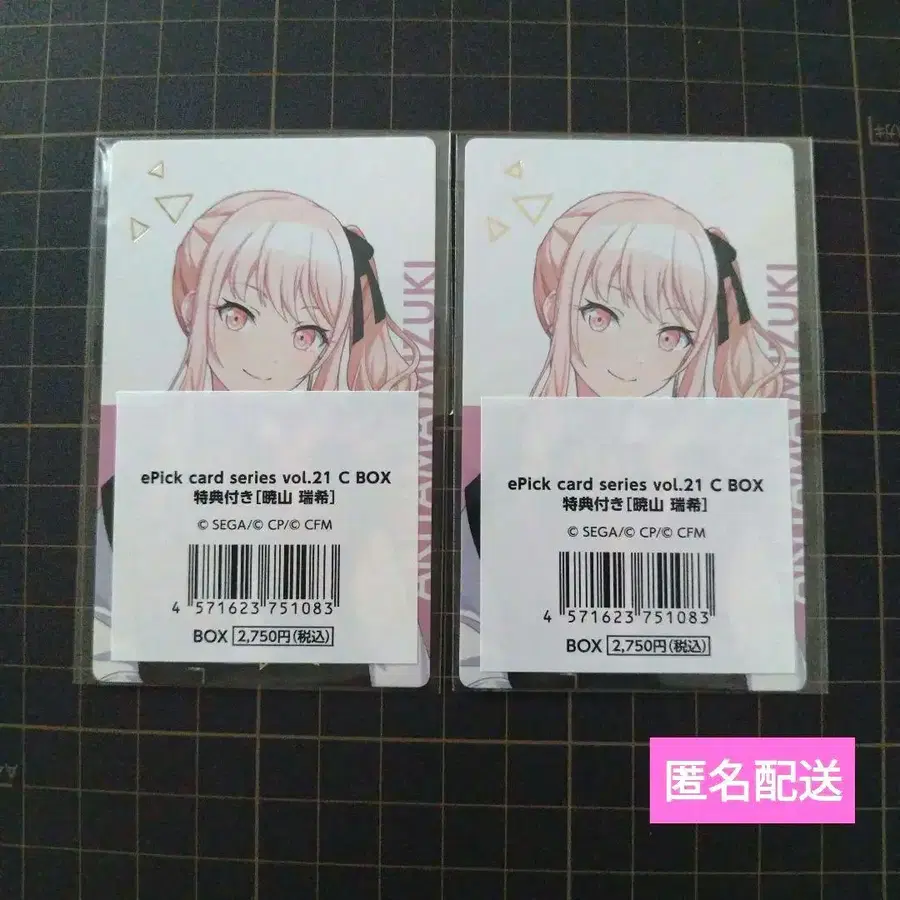 AKIYAMA MIZUKI
ePick card series vol.21 C BOX
特典付き[暁山 瑞希]
© SEGA/© CP/© CFM
4 571623 751083
BOX 2,750円(税込)
AKIYAMA MIZUKI
ePick card series vol.21 C BOX
特典付き[暁山 瑞希]
© SEGA/© CP/© CFM
4 571623 751083
BOX 2,750円(税込)
匿名配送